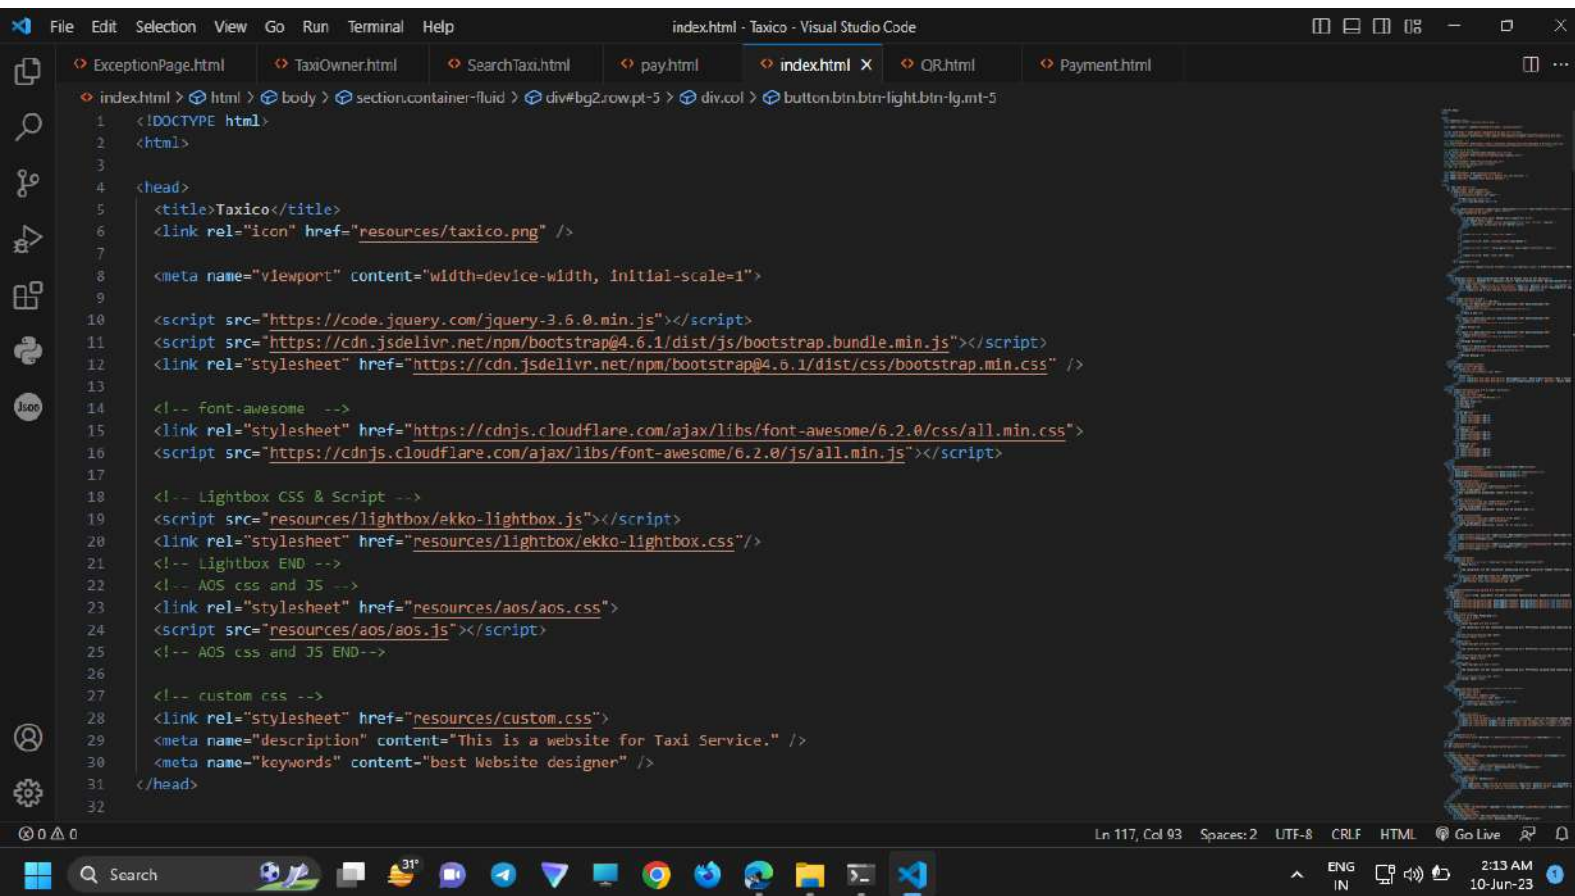 File Edit Selection View Go Run Terminal Help index.html - Taxico - Visual Studio Code
ExceptionPage.html TaxiOwner.html SearchTaxi.html pay.html index.html QR.html Payment.html
index.html > html > body > section.container-fluid > div#bg2.row.pt-5 > div.col > button.btn.btn-light.btn-lg.mt-5
1 <!DOCTYPE html>
2 <html>
3
4 <head>
5 <title>Taxico</title>
6 <link rel="icon" href="resources/taxico.png" />
7
8 <meta name="viewport" content="width=device-width, initial-scale=1">
9
10 <script src="https://code.jquery.com/jquery-3.6.0.min.js"></script>
11 <script src="https://cdn.jsdelivr.net/npm/bootstrap@4.6.1/dist/js/bootstrap.bundle.min.js"></script>
12 <link rel="stylesheet" href="https://cdn.jsdelivr.net/npm/bootstrap@4.6.1/dist/css/bootstrap.min.css" />
13
14 <!-- font-awesome -->
15 <link rel="stylesheet" href="https://cdnjs.cloudflare.com/ajax/libs/font-awesome/6.2.0/css/all.min.css">
16 <script src="https://cdnjs.cloudflare.com/ajax/libs/font-awesome/6.2.0/js/all.min.js"></script>
17
18 <!-- Lightbox CSS & Script -->
19 <script src="resources/lightbox/ekko-lightbox.js"></script>
20 <link rel="stylesheet" href="resources/lightbox/ekko-lightbox.css"/>
21 <!-- Lightbox END -->
22 <!-- AOS css and JS -->
23 <link rel="stylesheet" href="resources/aos/aos.css">
24 <script src="resources/aos/aos.js"></script>
25 <!-- AOS css and JS END-->
26
27 <!-- custom css -->
28 <link rel="stylesheet" href="resources/custom.css">
29 <meta name="description" content="This is a website for Taxi Service." />
30 <meta name="keywords" content="best Website designer" />
31 </head>
32
Json
0 0 Ln 117, Col 93 Spaces: 2 UTF-8 CRLF HTML Go Live
Search 31° ENG IN 2:13 AM 10-Jun-23 1